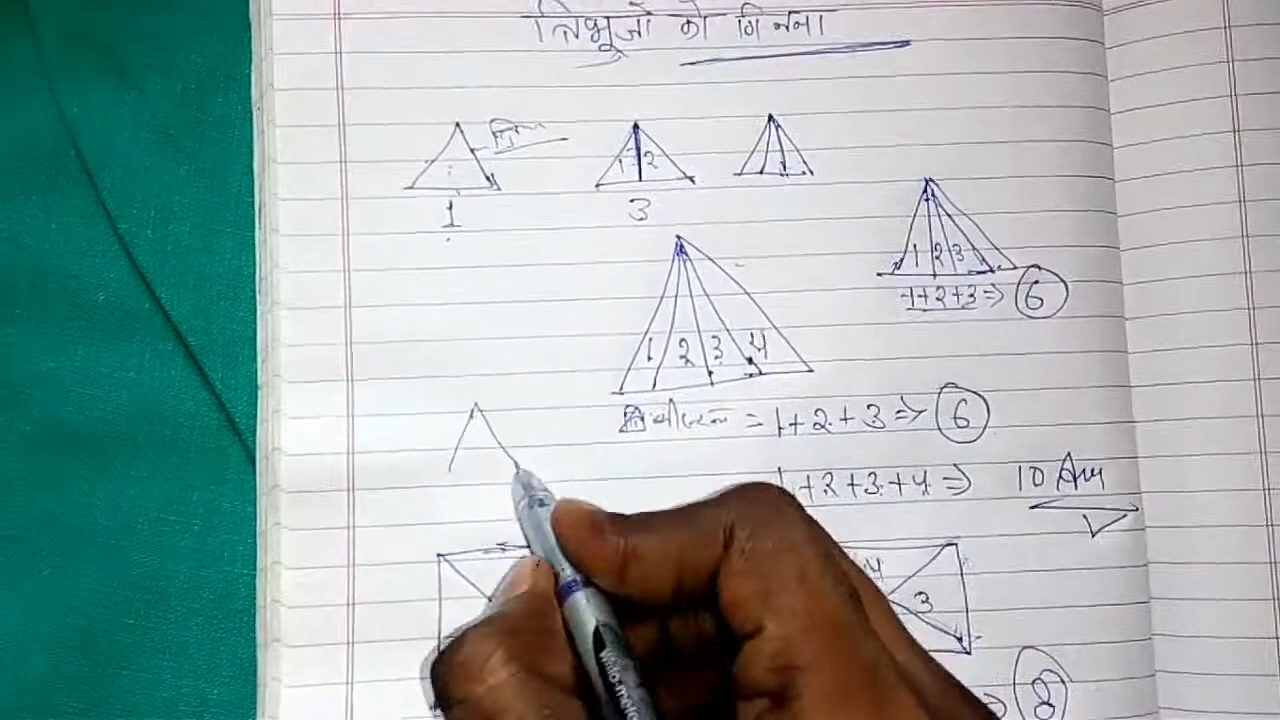 त्रिभुजो को गिनना
1 2
1
3
1 2 3
1+2+3⇒ 6
1 2 3 4
= 1+2+3⇒ 6
1+2+3+4⇒ 10 Ans
4
3
8